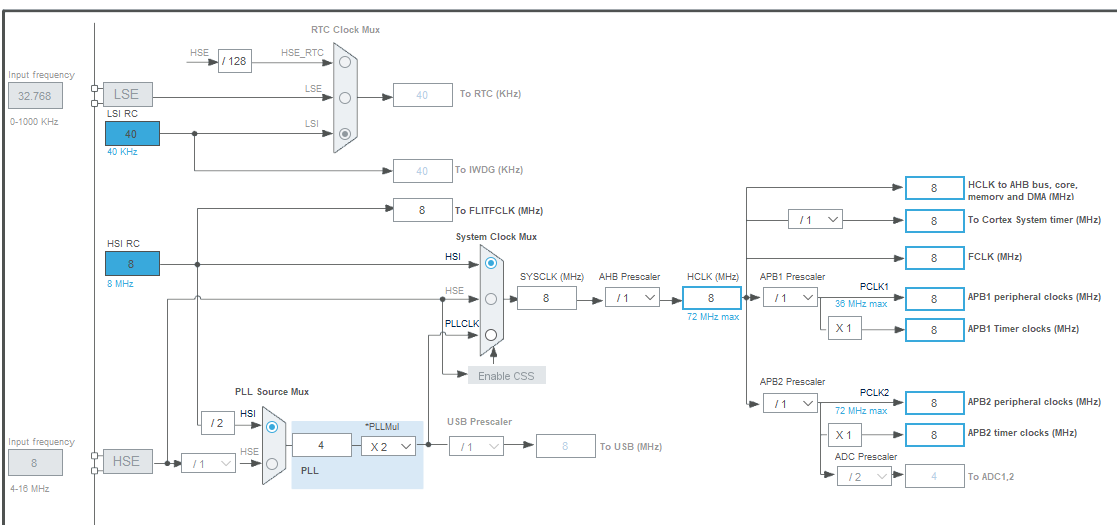 RTC Clock Mux
HSE
/ 128
HSE_RTC
Input frequency
32.768
0-1000 KHz
LSE
LSE
40
To RTC (KHz)
LSI RC
40
40 KHz
LSI
40
To IWDG (KHz)
8
To FLITFCLK (MHz)
HSI RC
8
8 MHz
System Clock Mux
HSI
HSE
PLLCLK
SYSCLK (MHz)
8
AHB Prescaler
/ 1
HCLK (MHz)
8
72 MHz max
Enable CSS
8
HCLK to AHB bus, core,
memory and DMA (MHz)
/ 1
8
To Cortex System timer (MHz)
8
FCLK (MHz)
APB1 Prescaler
/ 1
PCLK1
36 MHz max
8
APB1 peripheral clocks (MHz)
X 1
8
APB1 Timer clocks (MHz)
APB2 Prescaler
/ 1
PCLK2
72 MHz max
8
APB2 peripheral clocks (MHz)
X 1
8
APB2 timer clocks (MHz)
ADC Prescaler
/ 2
4
To ADC1,2
PLL Source Mux
/ 2
HSI
HSE
Input frequency
8
4-16 MHz
HSE
/ 1
4
*PLLMul
X 2
PLL
USB Prescaler
/ 1
8
To USB (MHz)